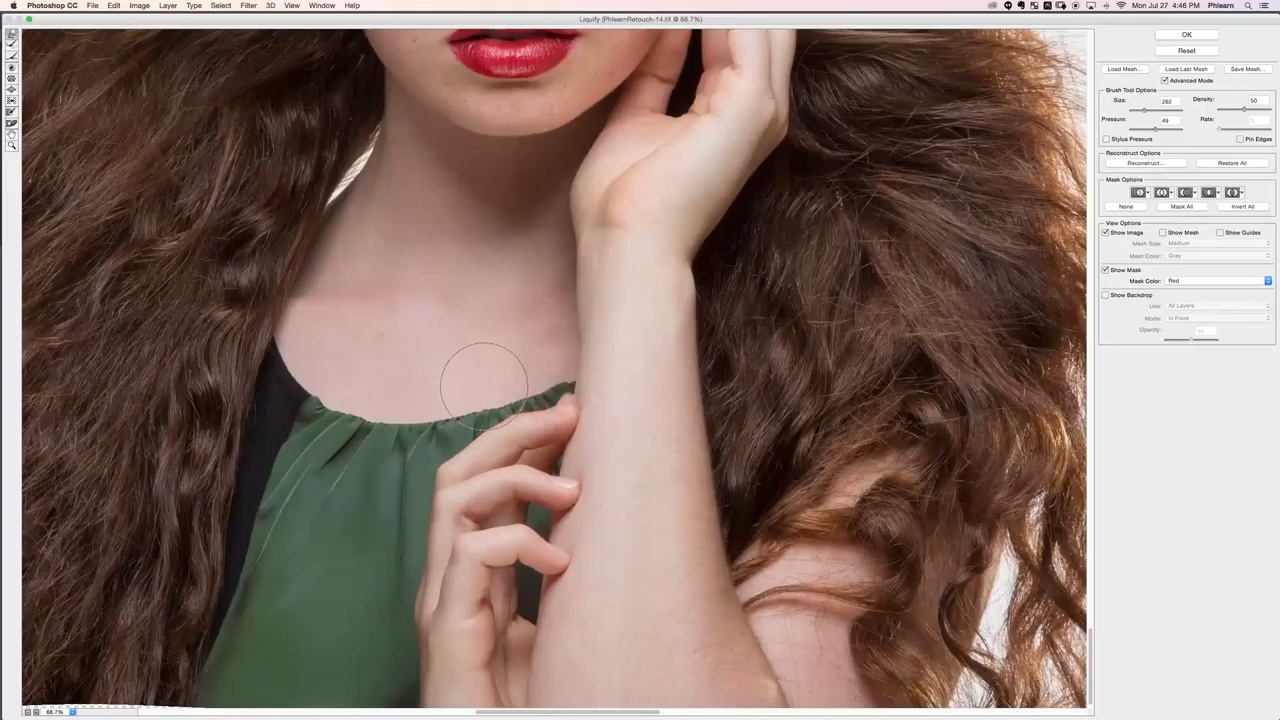 Photoshop CC File Edit Image Layer Type Select Filter 3D View Window Help Mon Jul 27 4:46 PM Phlearn
Liquify (PhlearnRetouch-14.tif @ 66.7%)
OK
Reset
Load Mesh... Load Last Mesh Save Mesh...
Advanced Mode
Brush Tool Options
Size: 262 Density: 50
Pressure: 49 Rate:
Stylus Pressure Pin Edges
Reconstruct Options
Reconstruct... Restore All
Mask Options
None Mask All Invert All
View Options
Show Image Show Mesh Show Guides
Mesh Size: Medium
Mesh Color: Gray
Show Mask
Mask Color: Red
Show Backdrop
Use: All Layers
Mode: In Front
Opacity:
66.7%